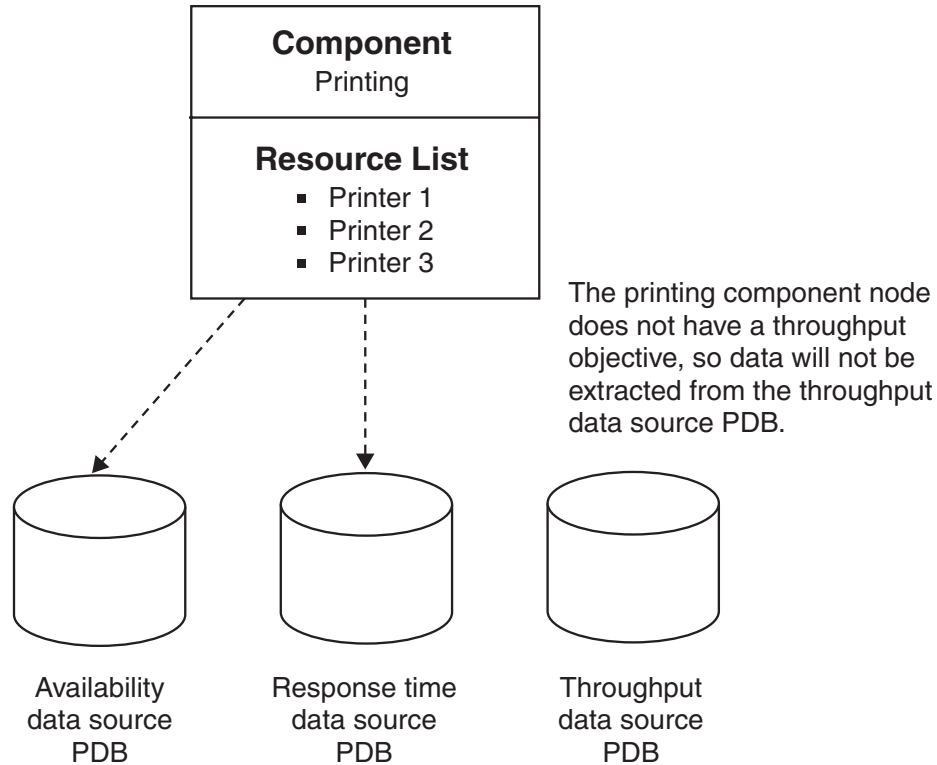 Component
Printing
Resource List
▪ Printer 1
▪ Printer 2
▪ Printer 3
The printing component node
does not have a throughput
objective, so data will not be
extracted from the throughput
data source PDB.
Availability
data source
PDB
Response time
data source
PDB
Throughput
data source
PDB